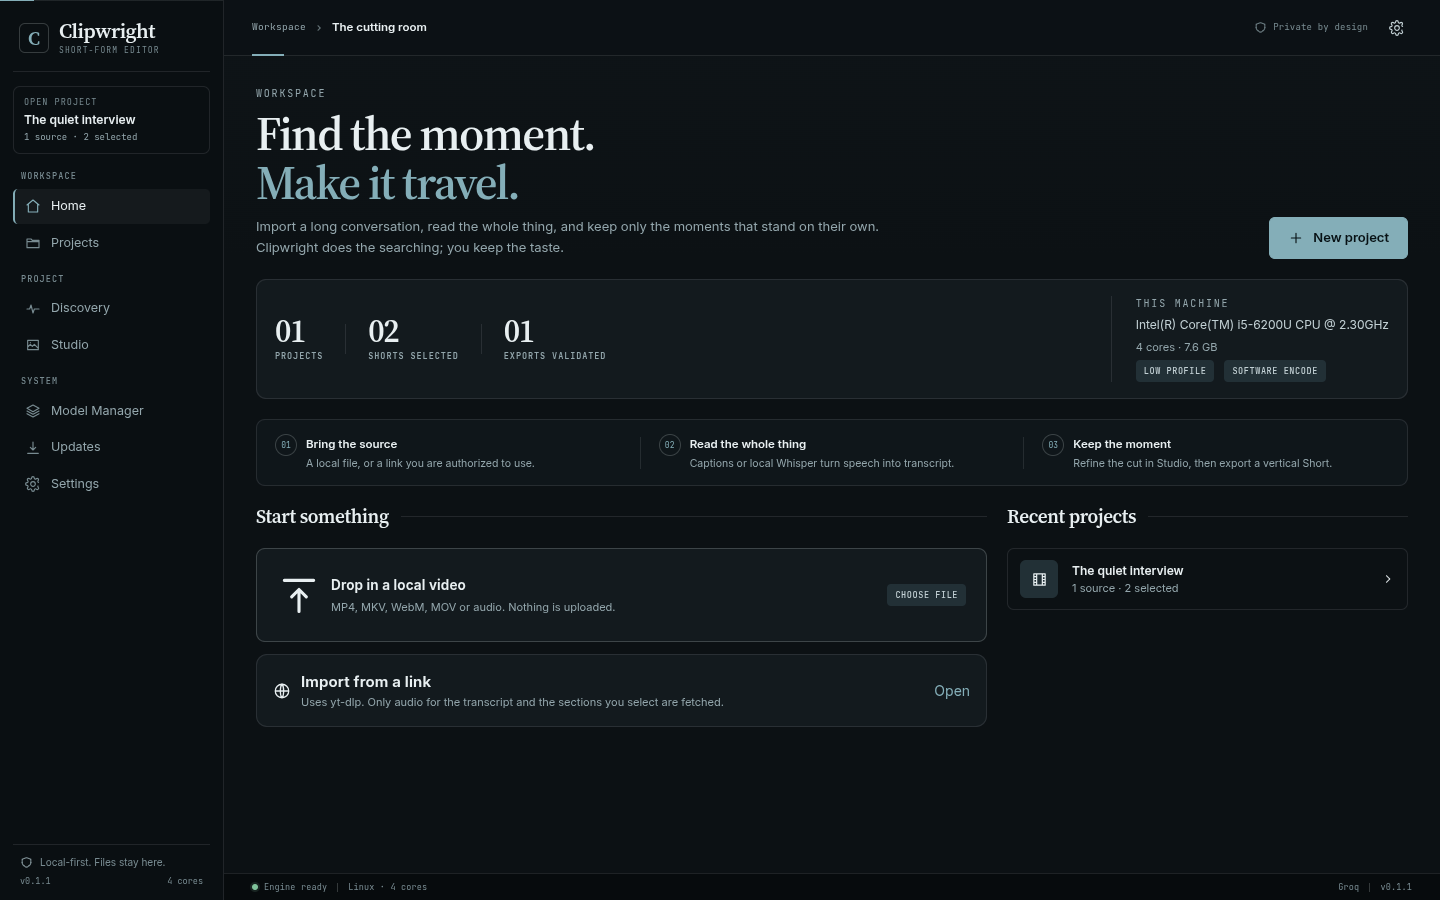 C
Clipwright
SHORT-FORM EDITOR
OPEN PROJECT
The quiet interview
1 source · 2 selected
WORKSPACE
Home
Projects
PROJECT
Discovery
Studio
SYSTEM
Model Manager
Updates
Settings
Local-first. Files stay here.
v0.1.1 4 cores
Workspace › The cutting room
Private by design
WORKSPACE
Find the moment.
Make it travel.
Import a long conversation, read the whole thing, and keep only the moments that stand on their own.
Clipwright does the searching; you keep the taste.
+ New project
01
PROJECTS
02
SHORTS SELECTED
01
EXPORTS VALIDATED
THIS MACHINE
Intel(R) Core(TM) i5-6200U CPU @ 2.30GHz
4 cores · 7.6 GB
LOW PROFILE SOFTWARE ENCODE
01 Bring the source
A local file, or a link you are authorized to use.
02 Read the whole thing
Captions or local Whisper turn speech into transcript.
03 Keep the moment
Refine the cut in Studio, then export a vertical Short.
Start something
Drop in a local video
MP4, MKV, WebM, MOV or audio. Nothing is uploaded.
CHOOSE FILE
Import from a link
Uses yt-dlp. Only audio for the transcript and the sections you select are fetched.
Open
Recent projects
The quiet interview
1 source · 2 selected
Engine ready | Linux · 4 cores
Groq | v0.1.1